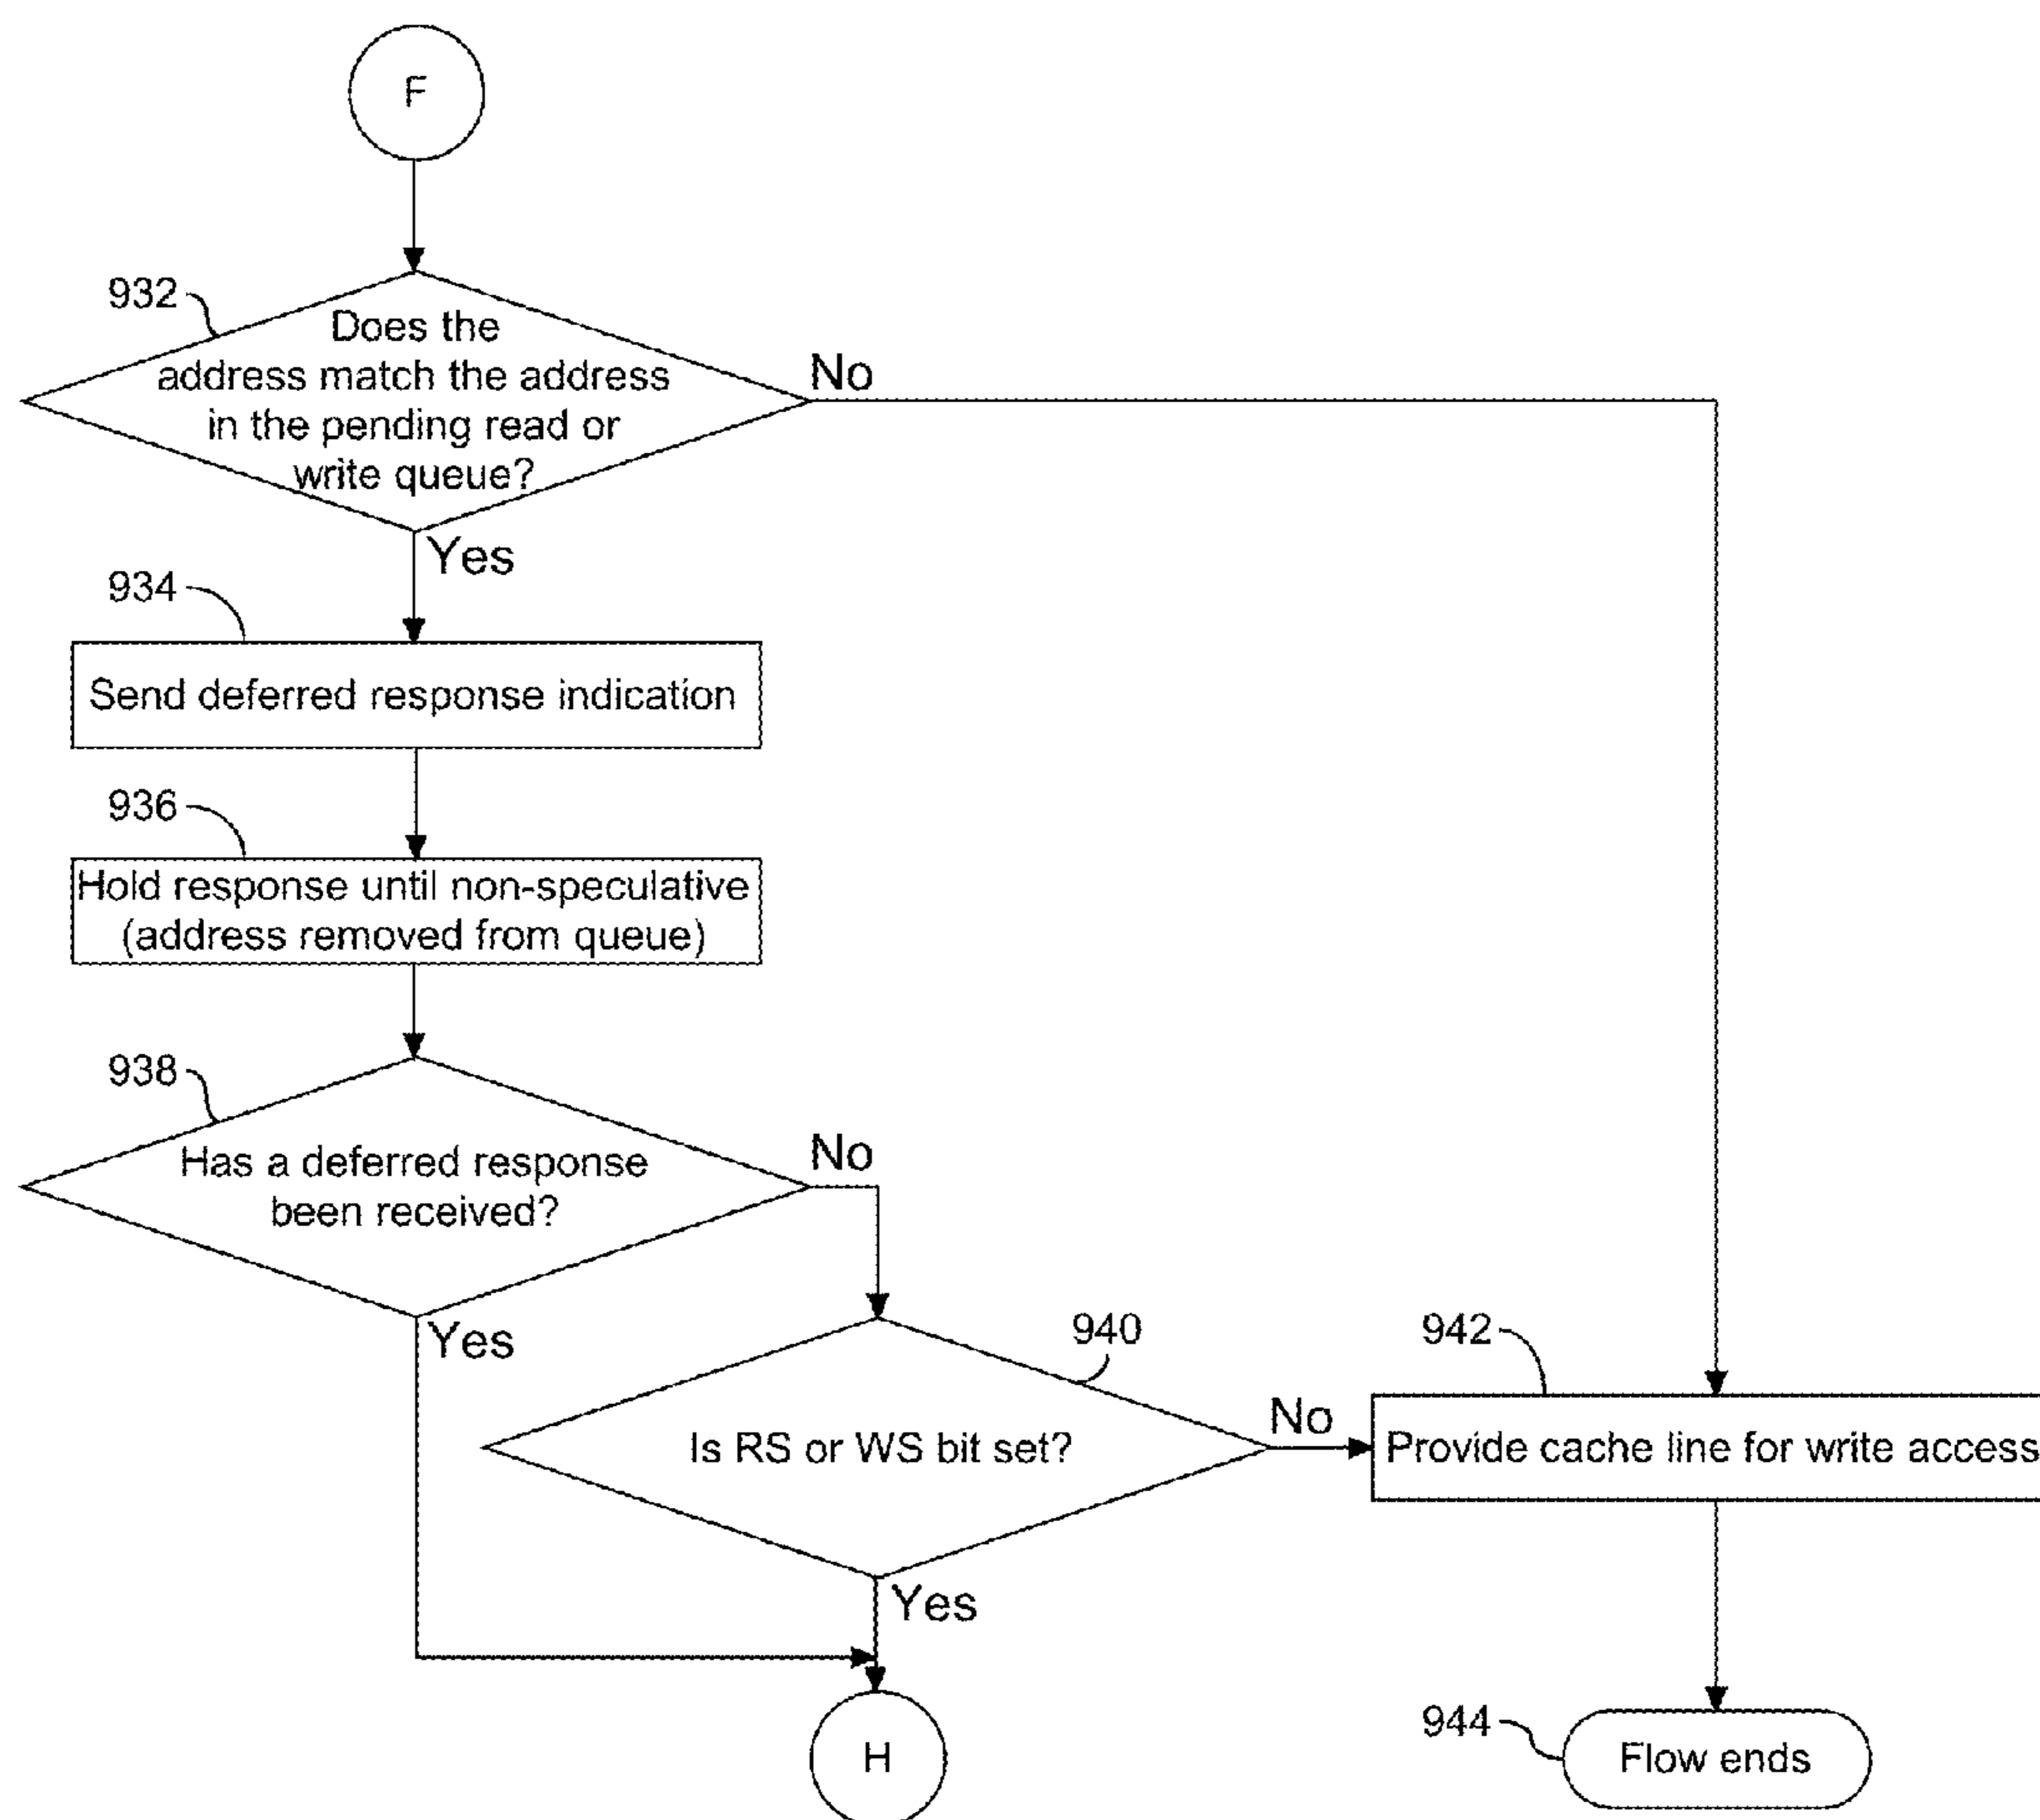 F
932
Does the
address match the address
in the pending read or
write queue?
No
Yes
934
Send deferred response indication
936
Hold response until non-speculative
(address removed from queue)
938
Has a deferred response
been received?
No
Yes
940
Is RS or WS bit set?
No
Yes
942
Provide cache line for write access
H
944
Flow ends